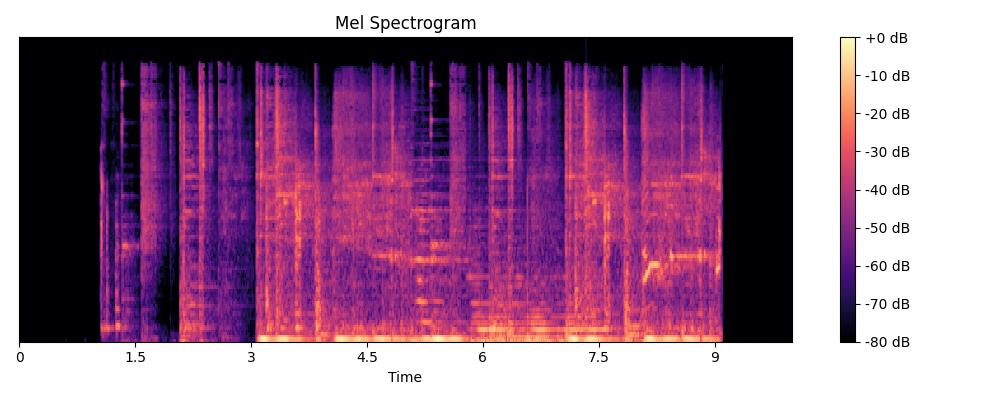 Mel Spectrogram
+0 dB
-10 dB
-20 dB
-30 dB
-40 dB
-50 dB
-60 dB
-70 dB
-80 dB
0 1.5 3 4.5 6 7.5 9
Time